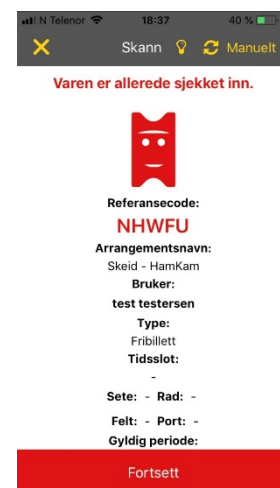 N Telenor 18:37 40 %
Skann Manuelt
Varen er allerede sjekket inn.
Referansecode:
NHWFU
Arrangementsnavn:
Skeid - HamKam
Bruker:
test testersen
Type:
Fribillett
Tidsslot:
-
Sete: - Rad: -
Felt: - Port: -
Gyldig periode:
Fortsett